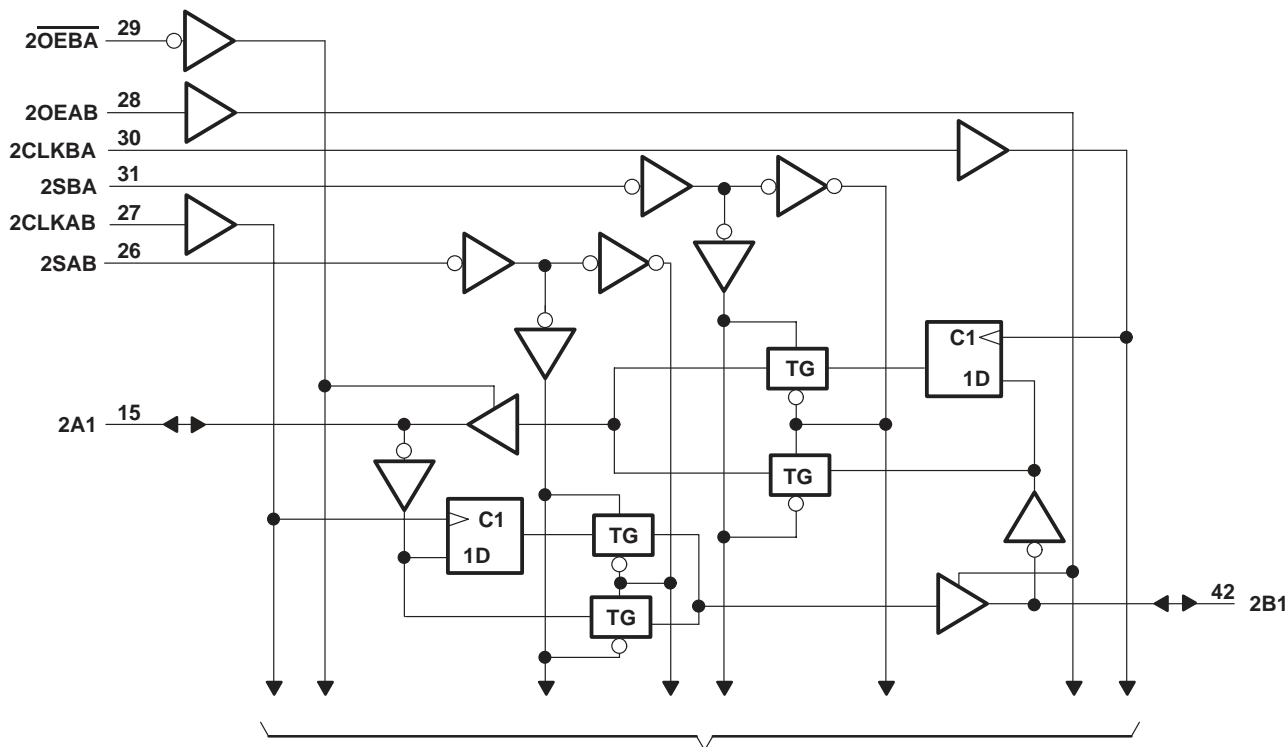 2O̅E̅B̅A̅ 29
2OEAB 28
2CLKBA 30
2SBA 31
2CLKAB 27
2SAB 26
C1
1D
TG
2A1 15
TG
C1
1D
TG
TG
42 2B1